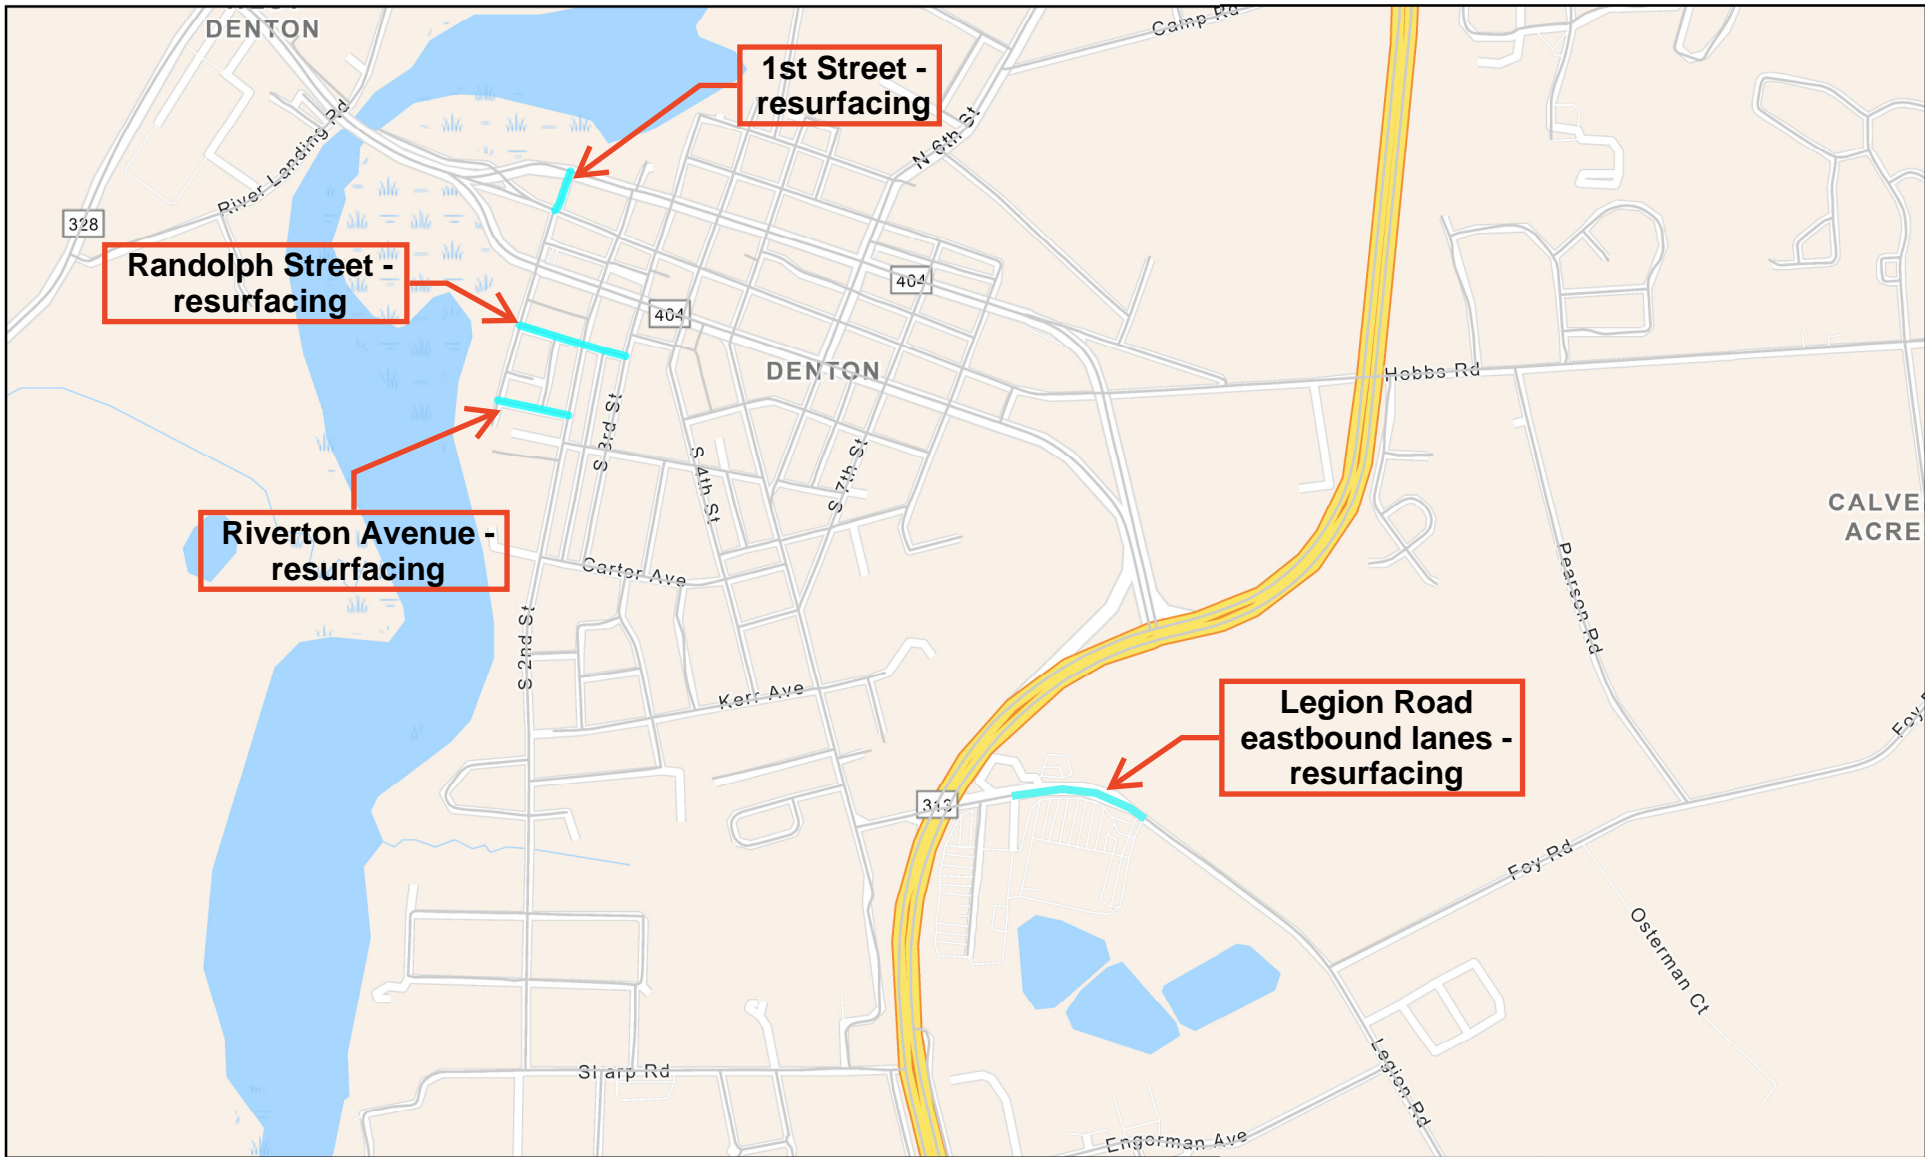 DENTON
Camp Rd
1st Street -
resurfacing
N 6th St
River Landing Rd
328
Randolph Street -
resurfacing
404
404
DENTON
Hobbs Rd
S 3rd St
S 4th St
S 7th St
CALVE
ACRE
Riverton Avenue -
resurfacing
Carter Ave
Pearson Rd
S 2nd St
Kerr Ave
Legion Road
eastbound lanes -
resurfacing
Foy
313
Foy Rd
Osterman Ct
Sharp Rd
Legion Rd
Engerman Ave